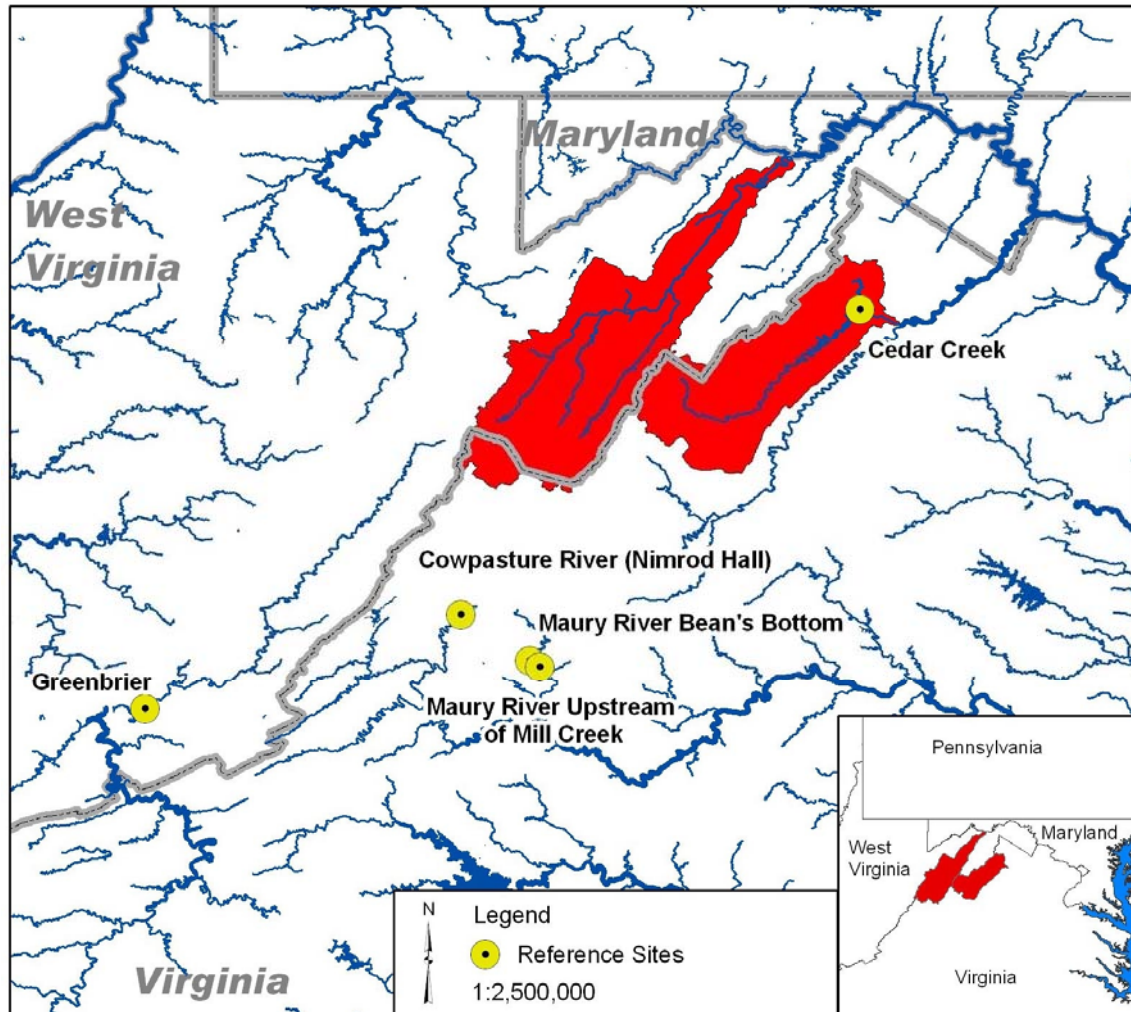 Maryland
West
Virginia
Cedar Creek
Cowpasture River (Nimrod Hall)
Maury River Bean's Bottom
Greenbrier
Maury River Upstream
of Mill Creek
Virginia
N
Legend
Reference Sites
1:2,500,000
Pennsylvania
Maryland
West
Virginia
Virginia